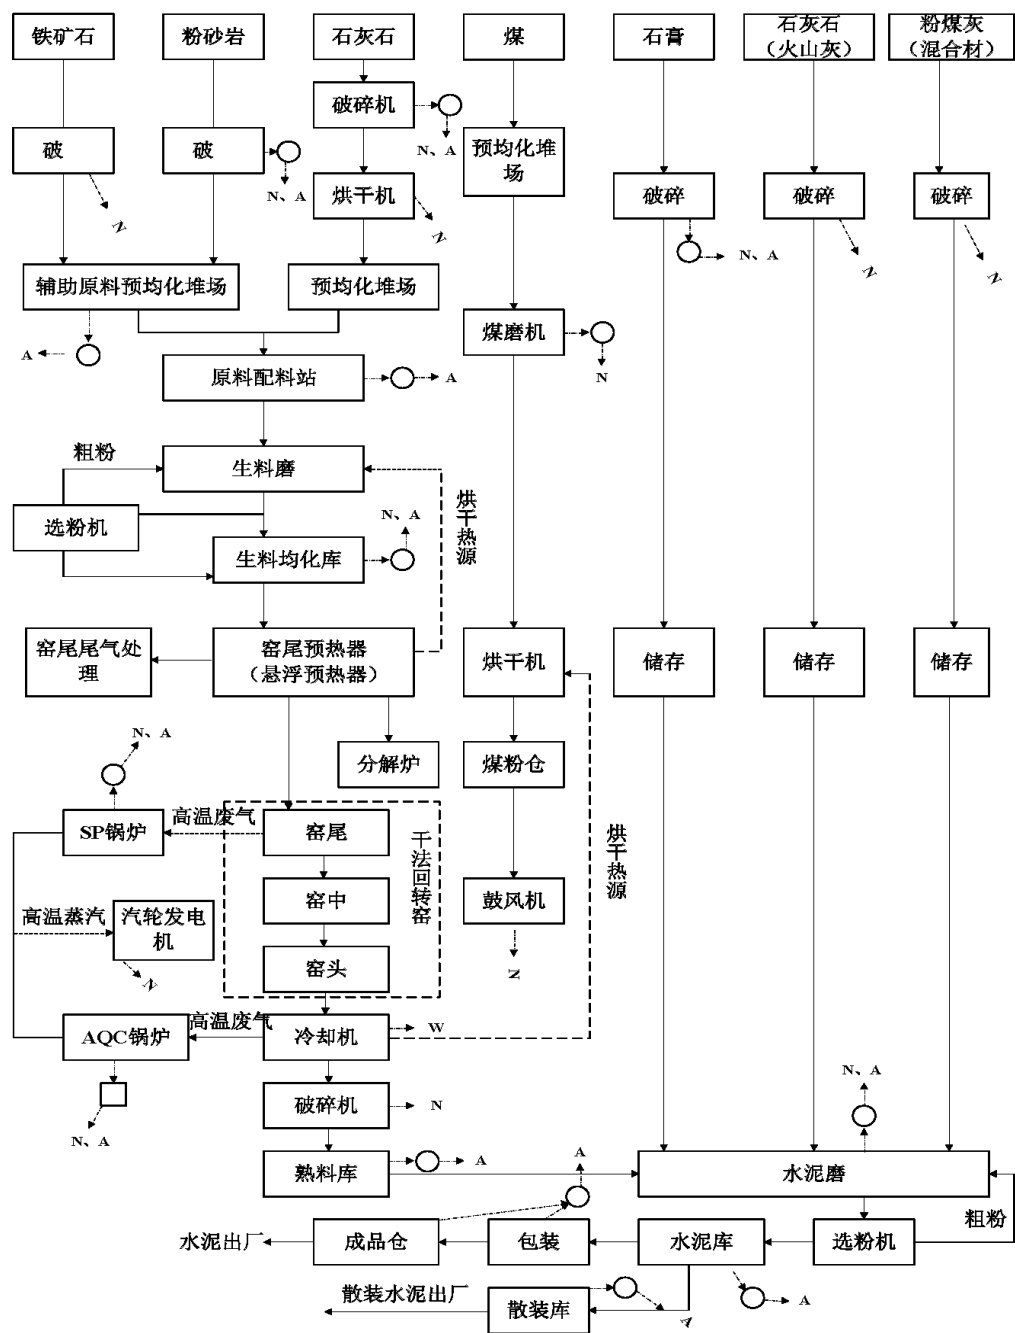 铁矿石
粉砂岩
石灰石
煤
石膏
石灰石
（火山灰）
粉煤灰
（混合材）
破碎机
N、A
破
N
破
N、A
烘干机
N
预均化堆
场
破碎
N、A
破碎
N
破碎
N
辅助原料预均化堆场
预均化堆场
A
煤磨机
N
原料配料站
A
粗粉
生料磨
烘干热源
选粉机
N、A
生料均化库
窑尾尾气处
理
窑尾预热器
（悬浮预热器）
烘干机
储存
储存
储存
N、A
分解炉
煤粉仓
SP锅炉
高温废气
窑尾
干法回转窑
烘干热源
高温蒸汽
汽轮发电
机
N
窑中
鼓风机
N
窑头
AQC锅炉
高温废气
冷却机
W
N、A
破碎机
N
N、A
熟料库
A
A
水泥磨
粗粉
水泥出厂
成品仓
包装
水泥库
选粉机
A
散装水泥出厂
散装库
A